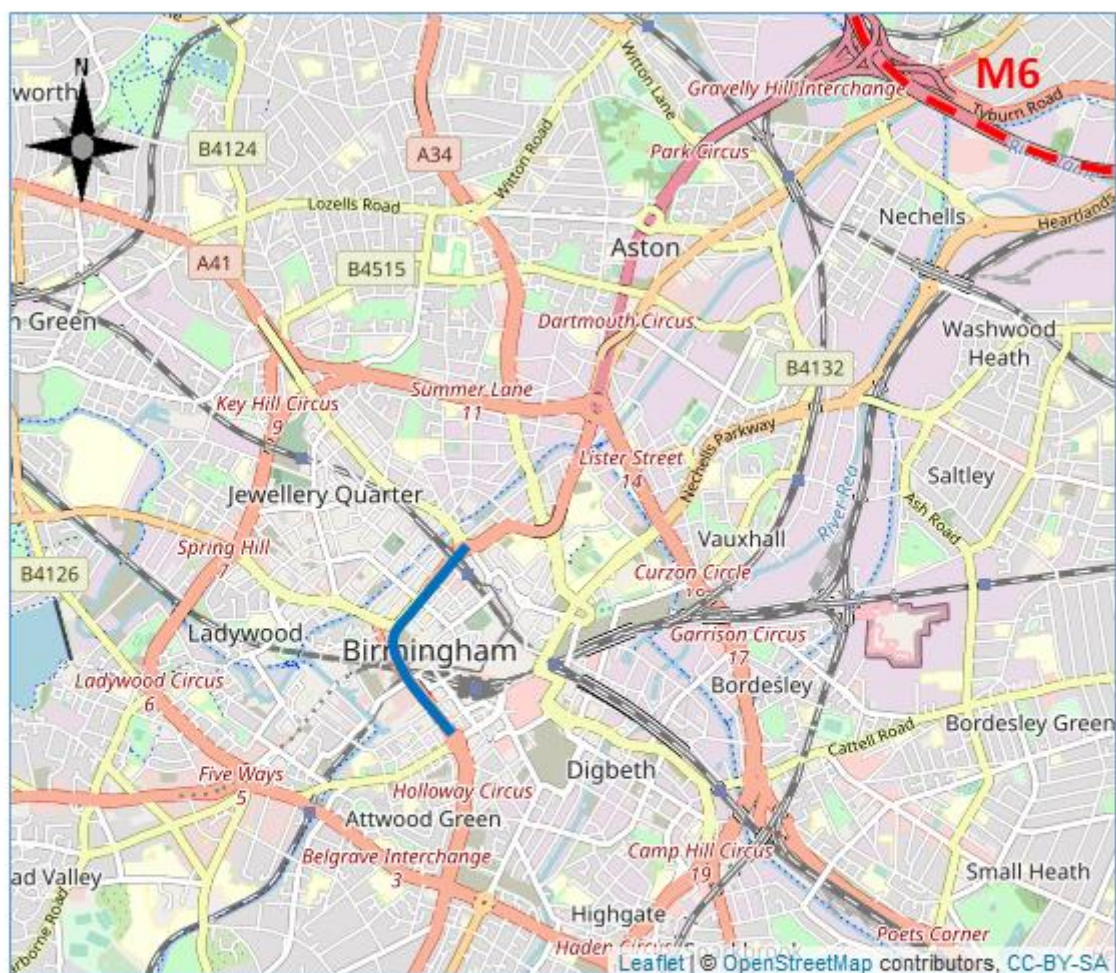 N
M6
worth
Witton Lane
Gravelly Hill Interchange
Tyburn Road
B4124
A34
Witton Road
Park Circus
Lozells Road
Nechells
Heartlands
Aston
A41
B4515
n Green
Dartmouth Circus
Washwood
Heath
B4132
Summer Lane
11
Key Hill Circus
9
Nechells Parkway
Lister Street
14
Jewellery Quarter
Saltley
Ash Road
River Rea
Vauxhall
Spring Hill
7
B4126
Curzon Circle
Ladywood
Birmingham
Garrison Circus
17
Ladywood Circus
6
Bordesley
Bordesley Green
Cattell Road
Digbeth
Five Ways
5
Holloway Circus
Attwood Green
Belgrave Interchange
3
Camp Hill Circus
19
ad Valley
Small Heath
Highgate
Poets Corner
Haden Circus
Leaflet | © OpenStreetMap contributors, CC-BY-SA